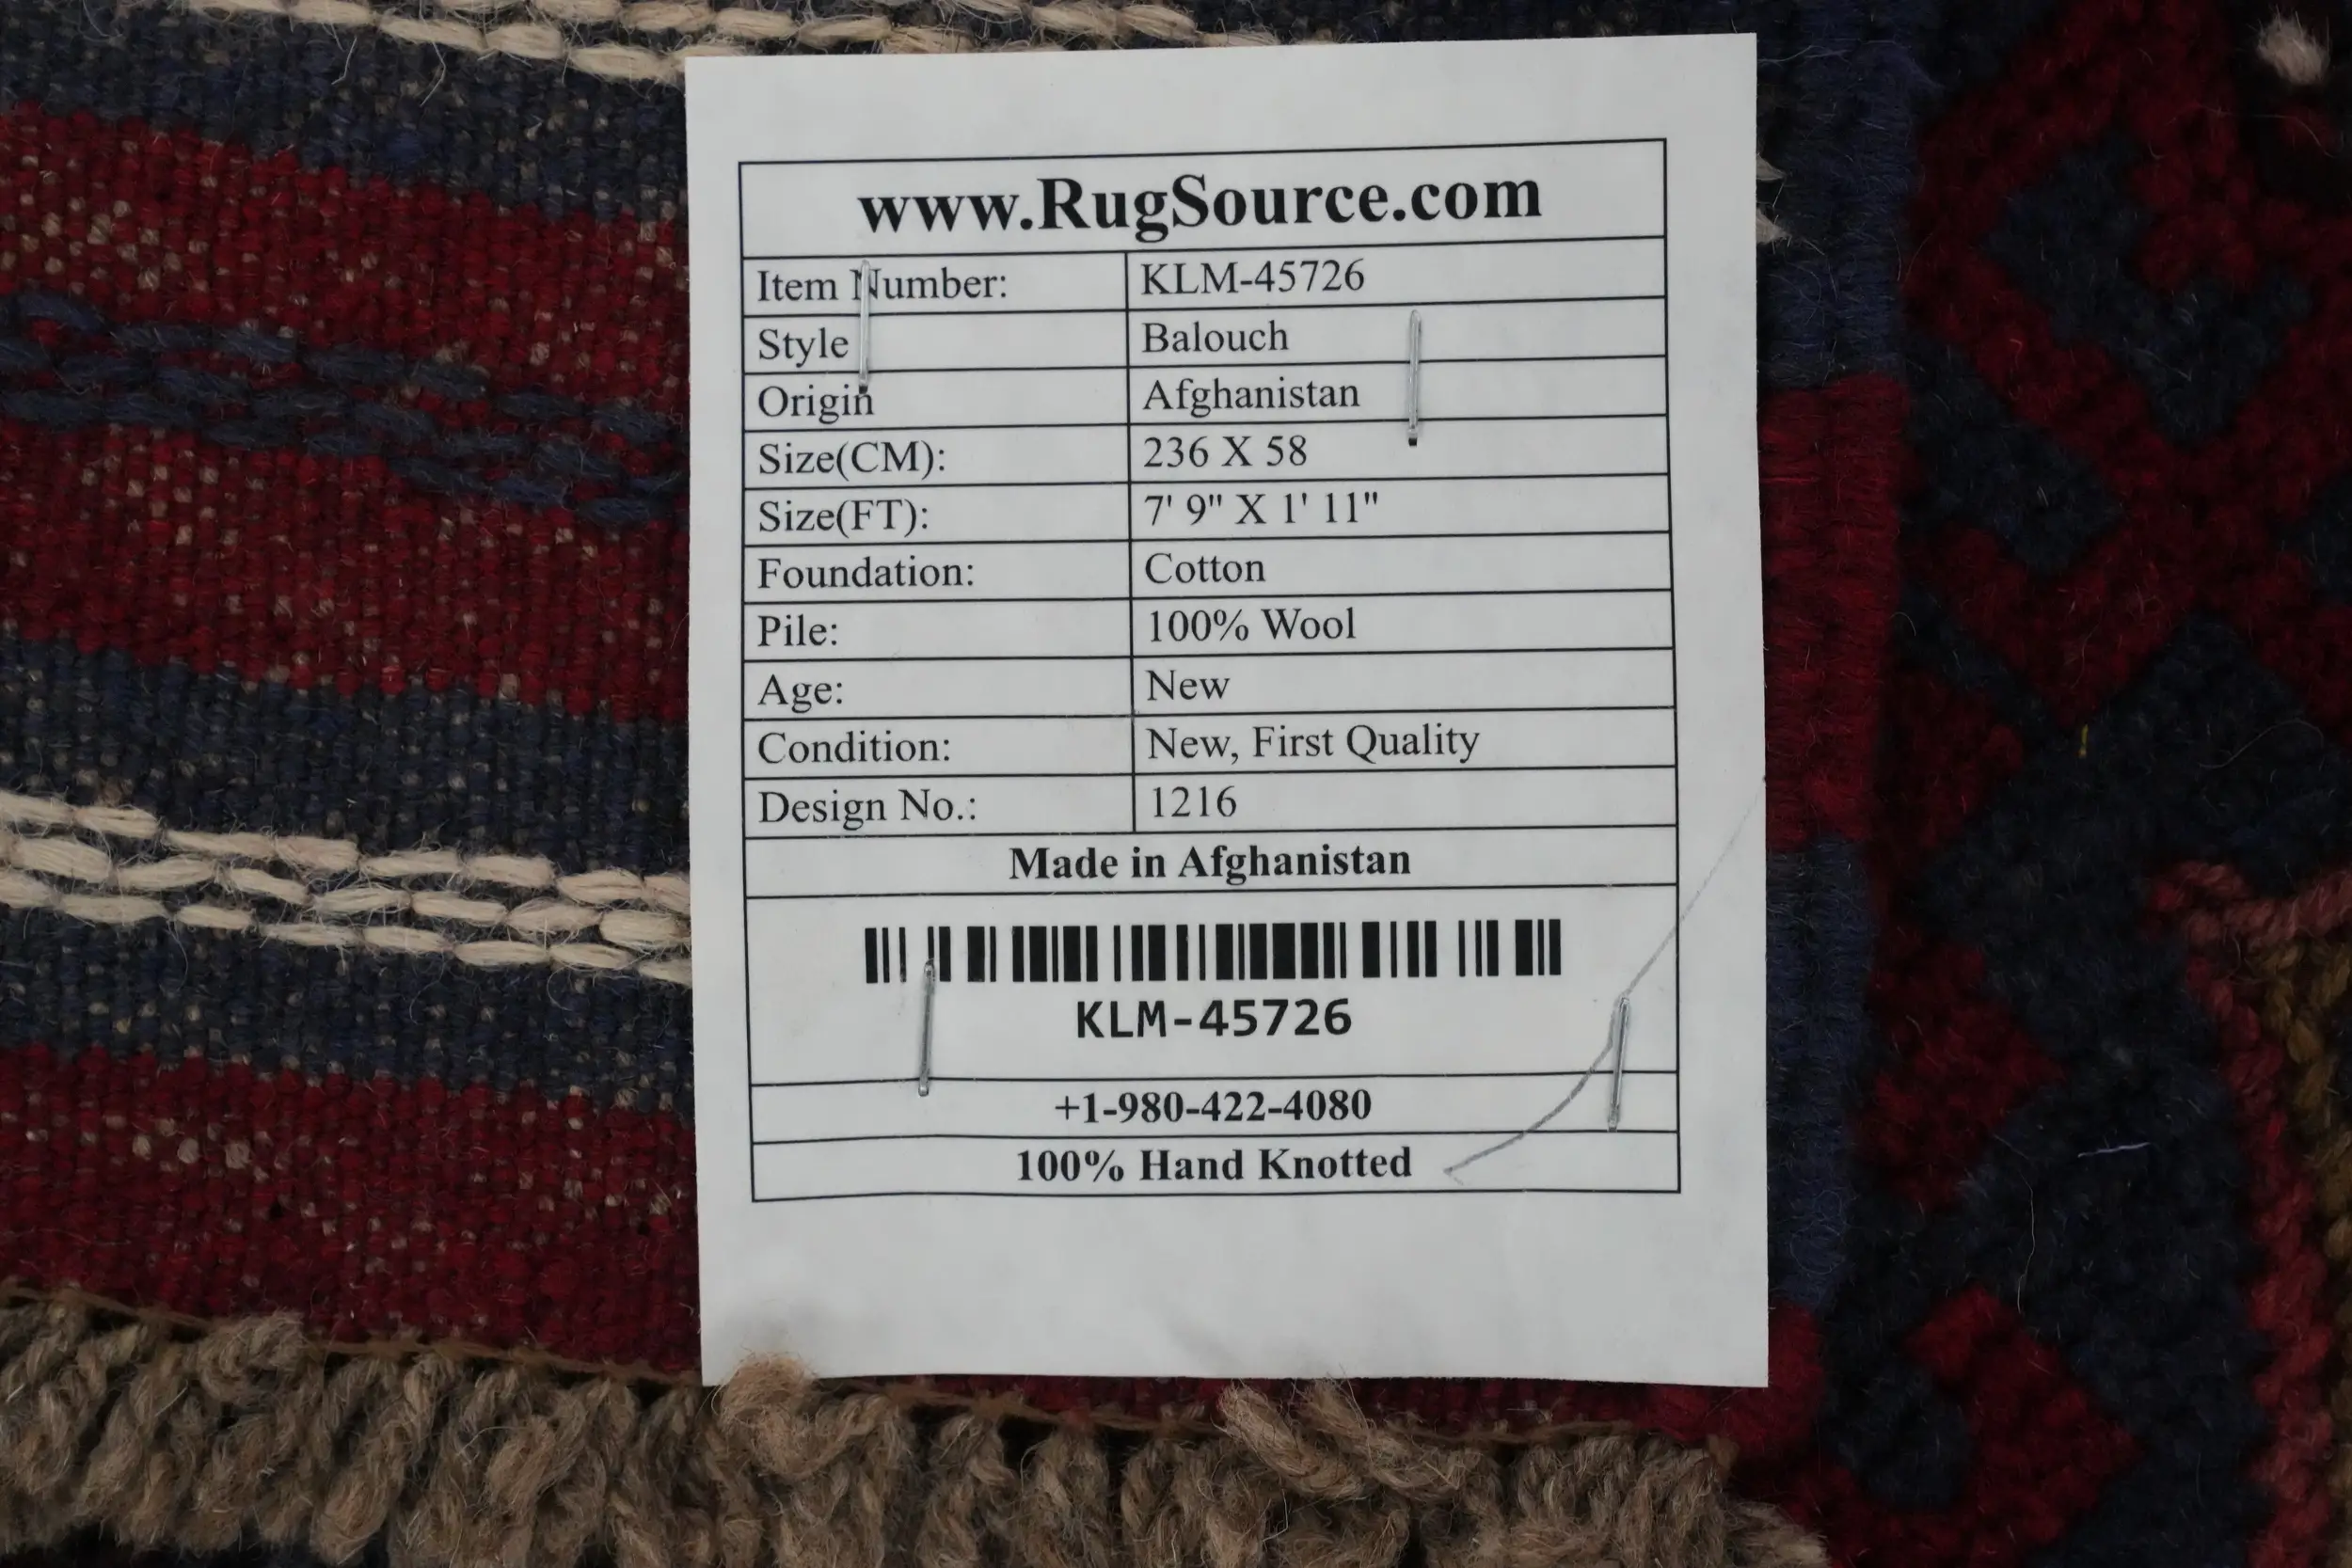 www.RugSource.com
Item Number: KLM-45726
Style Balouch
Origin Afghanistan
Size(CM): 236 X 58
Size(FT): 7' 9" X 1' 11"
Foundation: Cotton
Pile: 100% Wool
Age: New
Condition: New, First Quality
Design No.: 1216
Made in Afghanistan
KLM-45726
+1-980-422-4080
100% Hand Knotted